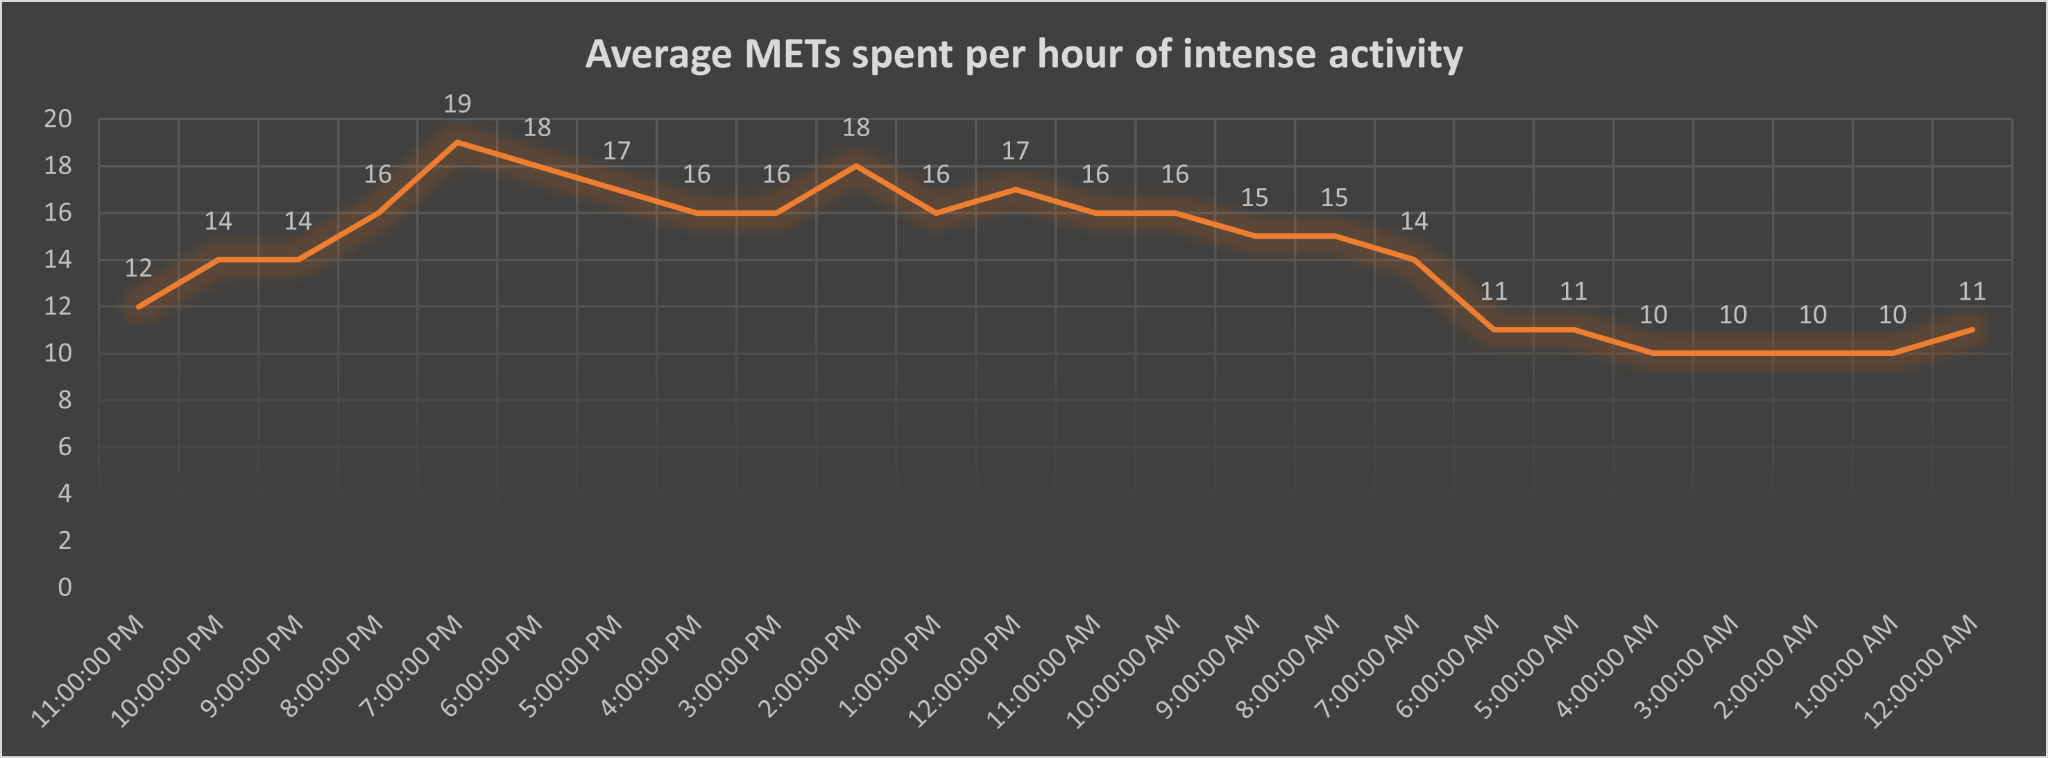 Average METs spent per hour of intense activity
20
18
16
14
12
10
8
6
4
2
0
12
14
14
16
19
18
17
16
16
18
16
17
16
16
15
15
14
11
11
10
10
10
10
11
11:00:00 PM
10:00:00 PM
9:00:00 PM
8:00:00 PM
7:00:00 PM
6:00:00 PM
5:00:00 PM
4:00:00 PM
3:00:00 PM
2:00:00 PM
1:00:00 PM
12:00:00 PM
11:00:00 AM
10:00:00 AM
9:00:00 AM
8:00:00 AM
7:00:00 AM
6:00:00 AM
5:00:00 AM
4:00:00 AM
3:00:00 AM
2:00:00 AM
1:00:00 AM
12:00:00 AM